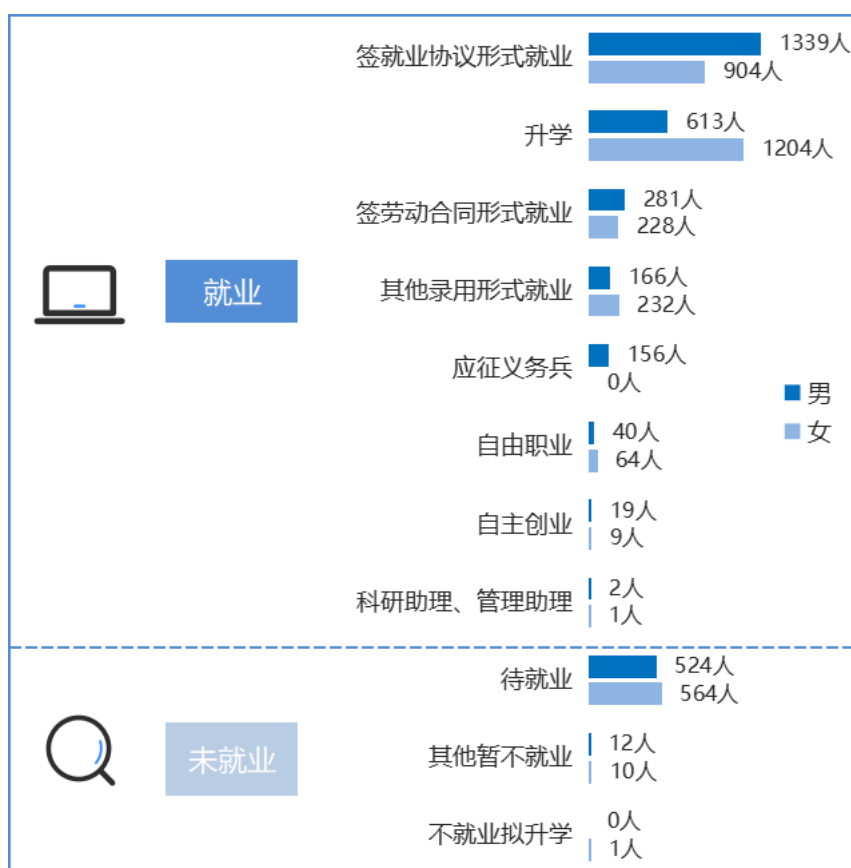 签就业协议形式就业
1339人
904人
升学
613人
1204人
签劳动合同形式就业
281人
228人
就业
其他录用形式就业
166人
232人
应征义务兵
156人
0人
男
女
自由职业
40人
64人
自主创业
19人
9人
科研助理、管理助理
2人
1人
待就业
524人
564人
未就业
其他暂不就业
12人
10人
不就业拟升学
0人
1人